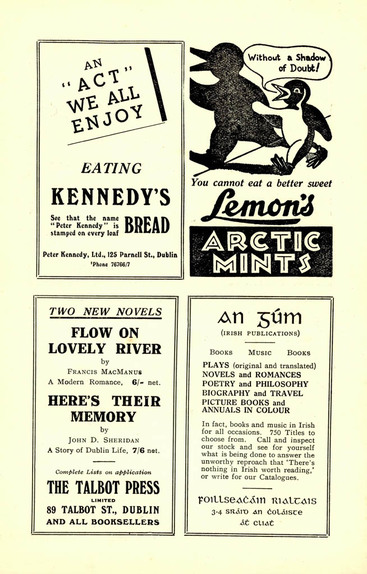 AN
"ACT"
WE ALL
ENJOY
EATING
KENNEDY'S
See that the name
"Peter Kennedy" is
stamped on every loaf
BREAD
Peter Kennedy, Ltd., 125 Parnell St., Dublin
'Phone 76766/7
Without a Shadow
of Doubt!
You cannot eat a better sweet
Lemon's
ARCTIC
MINTS
TWO NEW NOVELS
FLOW ON
LOVELY RIVER
by
FRANCIS MACMANUS
A Modern Romance, 6/- net.
HERE'S THEIR
MEMORY
by
JOHN D. SHERIDAN
A Story of Dublin Life, 7/6 net.
Complete Lists on application
THE TALBOT PRESS
LIMITED
89 TALBOT ST., DUBLIN
AND ALL BOOKSELLERS
An Gúm
(IRISH PUBLICATIONS)
BOOKS MUSIC BOOKS
PLAYS (original and translated)
NOVELS and ROMANCES
POETRY and PHILOSOPHY
BIOGRAPHY and TRAVEL
PICTURE BOOKS and
ANNUALS IN COLOUR
In fact, books and music in Irish
for all occasions. 750 Titles to
choose from. Call and inspect
our stock and see for yourself
what is being done to answer the
unworthy reproach that "There's
nothing in Irish worth reading,"
or write for our Catalogues.
FOILLSEACHÁIN RIALTAIS
3-4 SRÁID AN CHOLÁISTE
ÁTH CLIATH